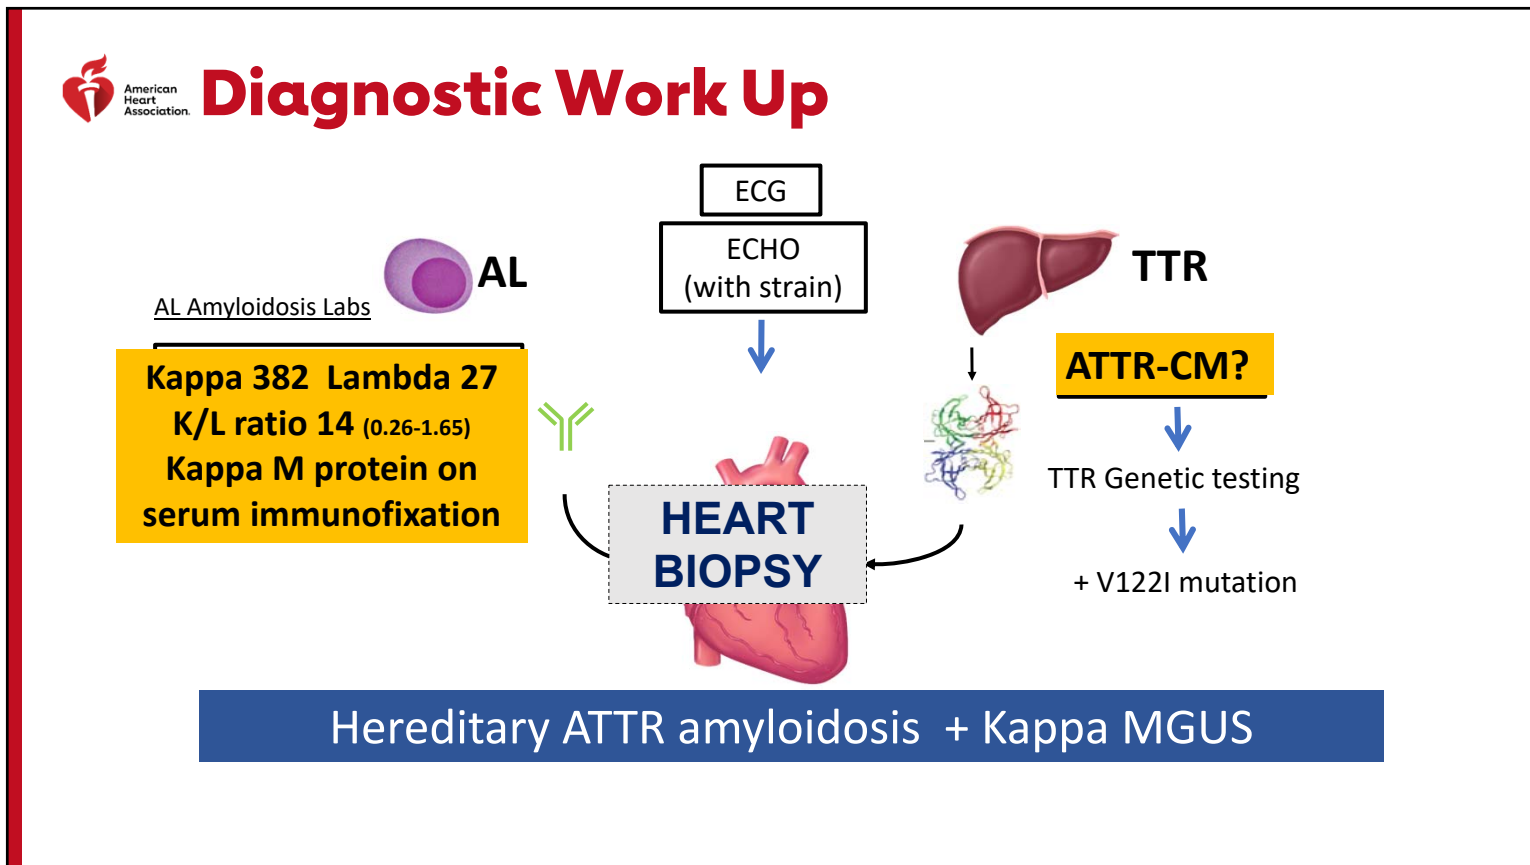 American
Heart
Association.
Diagnostic Work Up
ECG
ECHO
(with strain)
AL
AL Amyloidosis Labs
Kappa 382 Lambda 27
K/L ratio 14 (0.26-1.65)
Kappa M protein on
serum immunofixation
TTR
ATTR-CM?
TTR Genetic testing
+ V122I mutation
HEART
BIOPSY
Hereditary ATTR amyloidosis + Kappa MGUS